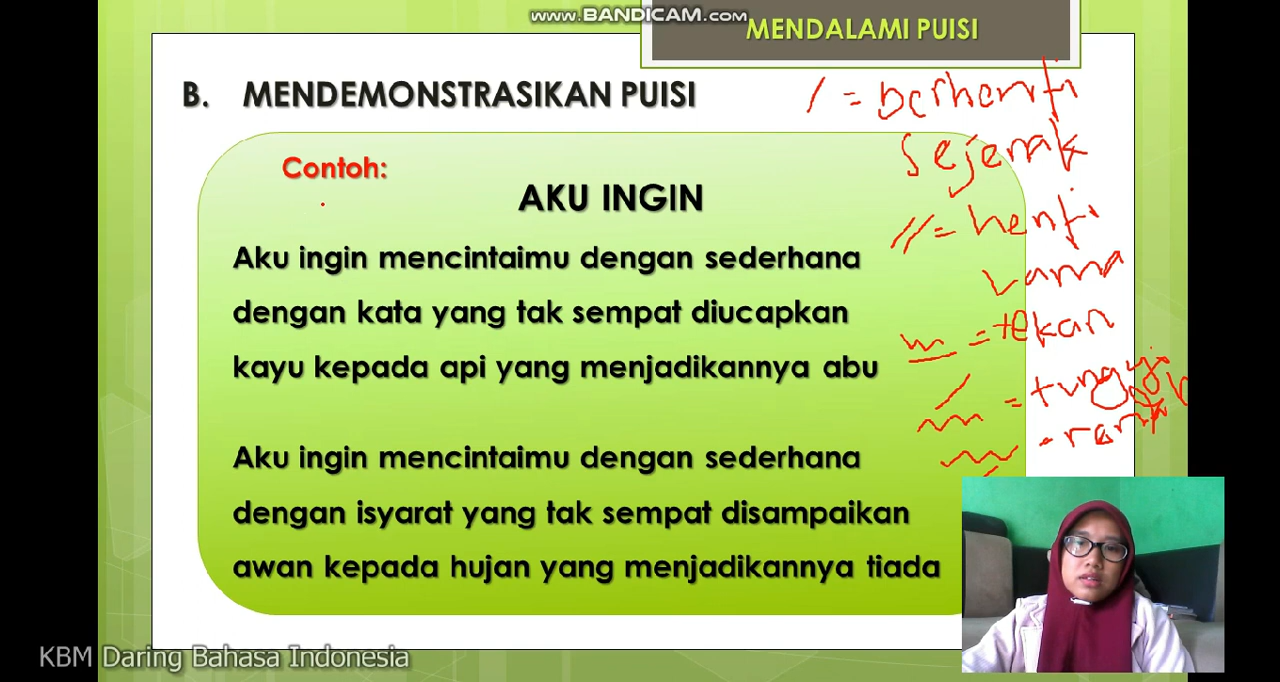 www.BANDICAM.com
MENDALAMI PUISI
B. MENDEMONSTRASIKAN PUISI
/ = Berhenti
sejenak
// = henti
Lama
= tekan
=
Contoh:
AKU INGIN
Aku ingin mencintaimu dengan sederhana
dengan kata yang tak sempat diucapkan
kayu kepada api yang menjadikannya abu
Aku ingin mencintaimu dengan sederhana
dengan isyarat yang tak sempat disampaikan
awan kepada hujan yang menjadikannya tiada
KBM Daring Bahasa Indonesia